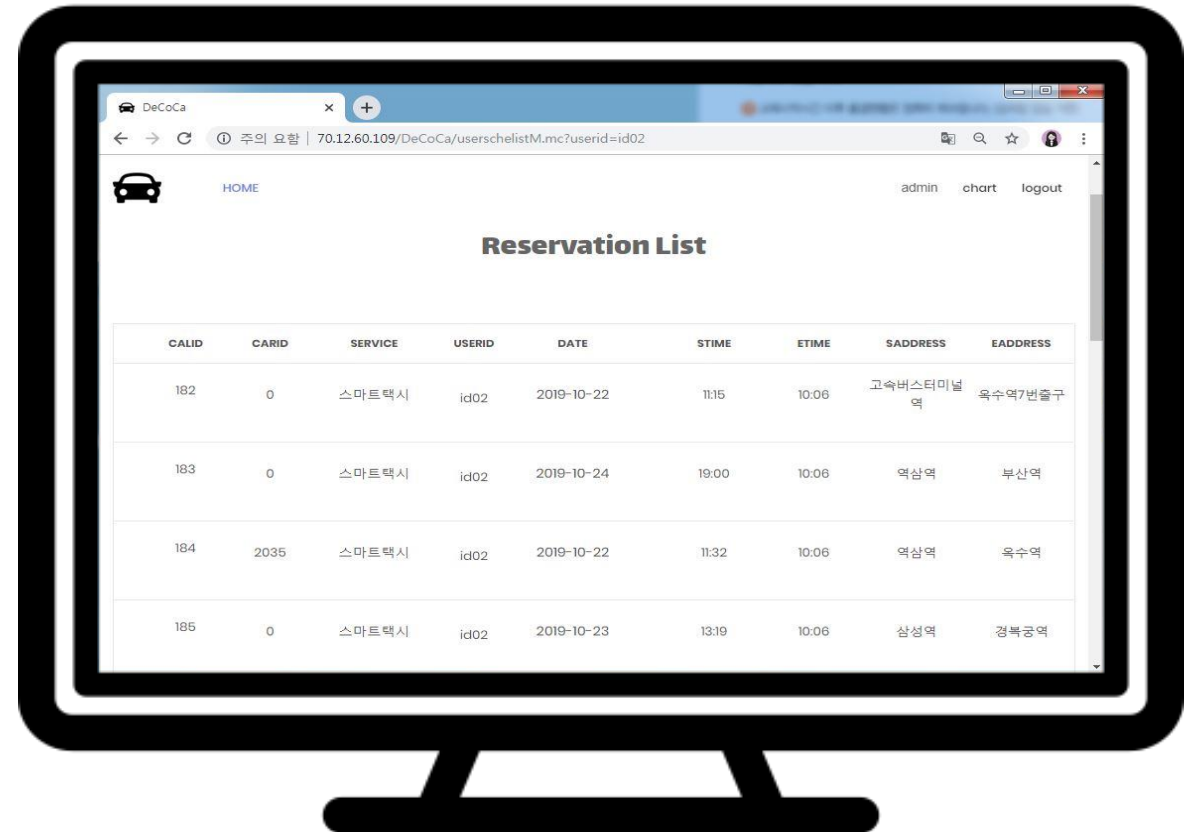 DeCoCa
주의 요함 | 70.12.60.109/DeCoCa/userschelistM.mc?userid=id02
HOME admin chart logout
Reservation List
CALID CARID SERVICE USERID DATE STIME ETIME SADDRESS EADDRESS
182 0 스마트택시 id02 2019-10-22 11:15 10:06 고속버스터미널 옥수역7번출구
역
183 0 스마트택시 id02 2019-10-24 19:00 10:06 역삼역 부산역
184 2035 스마트택시 id02 2019-10-22 11:32 10:06 역삼역 옥수역
185 0 스마트택시 id02 2019-10-23 13:19 10:06 삼성역 경복궁역